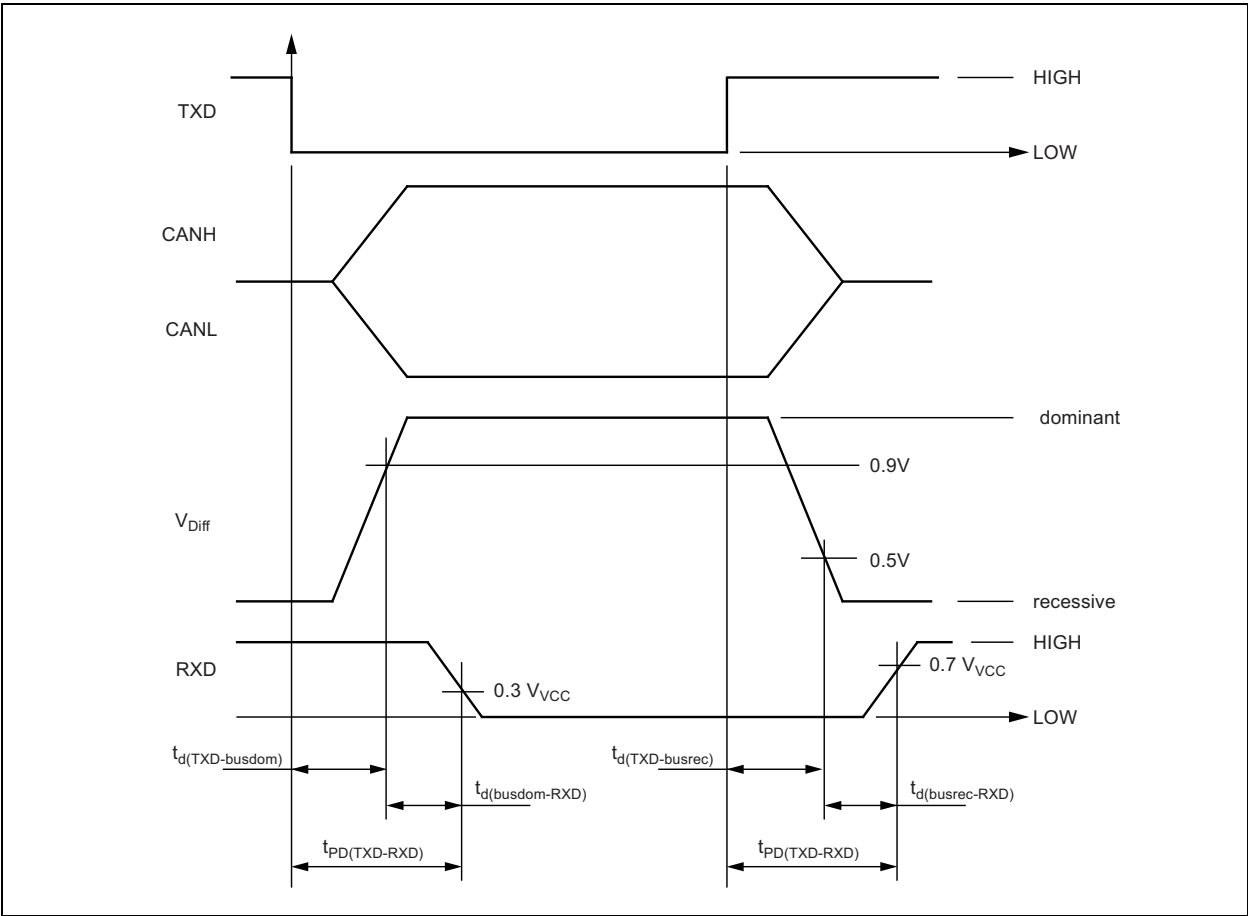 HIGH
TXD
LOW
CANH
CANL
dominant
0.9V
VDiff
0.5V
recessive
HIGH
RXD
0.7 VVCC
0.3 VVCC
LOW
td(TXD-busdom)
td(TXD-busrec)
td(busdom-RXD)
td(busrec-RXD)
tPD(TXD-RXD)
tPD(TXD-RXD)